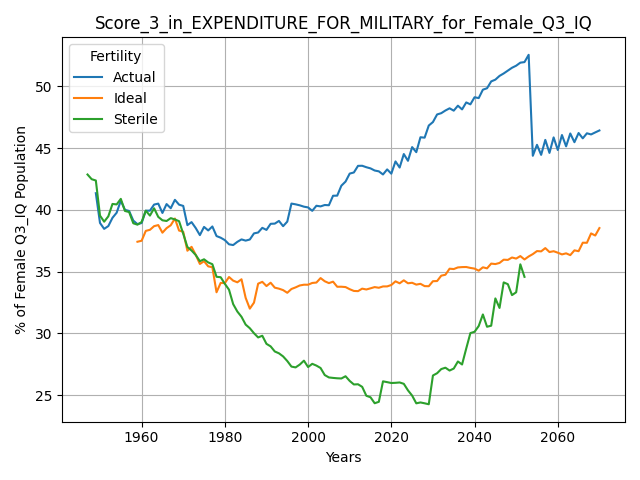 Score_3_in_EXPENDITURE_FOR_MILITARY_for_Female_Q3_IQ
% of Female Q3_IQ Population
50
45
40
35
30
25
Fertility
Actual
Ideal
Sterile
1960 1980 2000 2020 2040 2060
Years